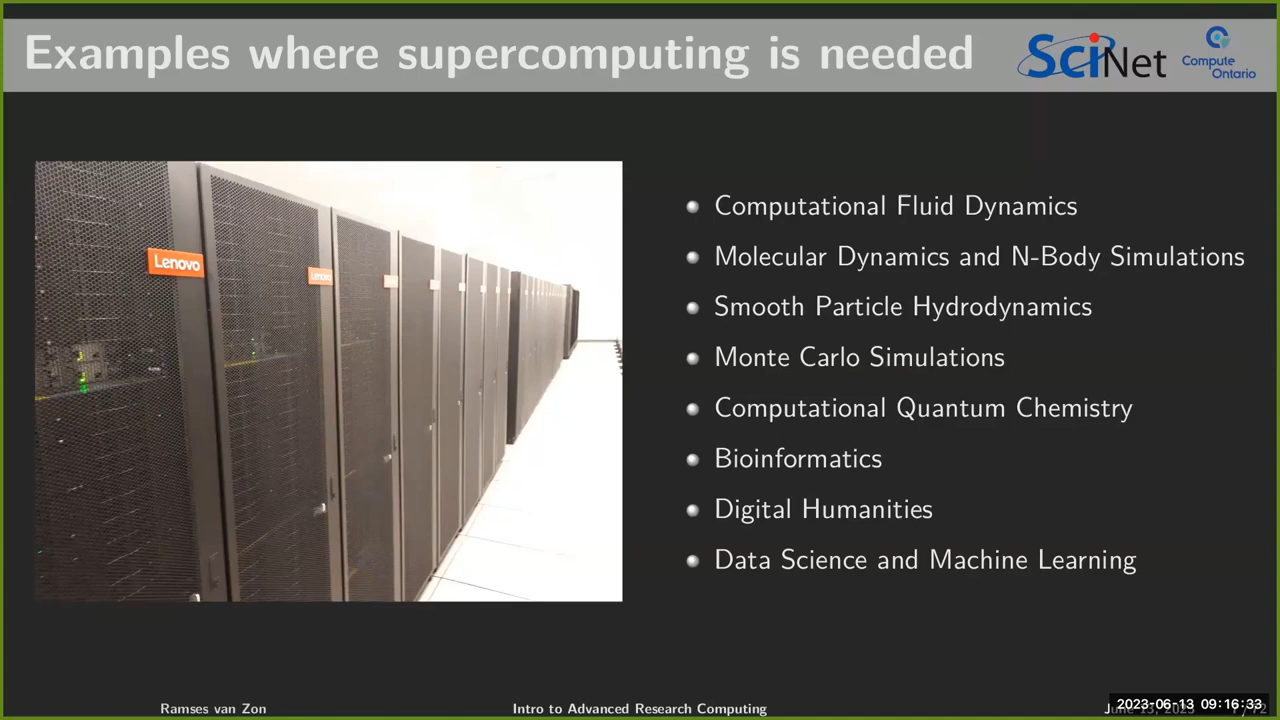 Examples where supercomputing is needed
SciNet
Compute
Ontario
Lenovo
Lenovo
Computational Fluid Dynamics
Molecular Dynamics and N-Body Simulations
Smooth Particle Hydrodynamics
Monte Carlo Simulations
Computational Quantum Chemistry
Bioinformatics
Digital Humanities
Data Science and Machine Learning
Ramses van Zon
Intro to Advanced Research Computing
2023-06-13 09:16:33